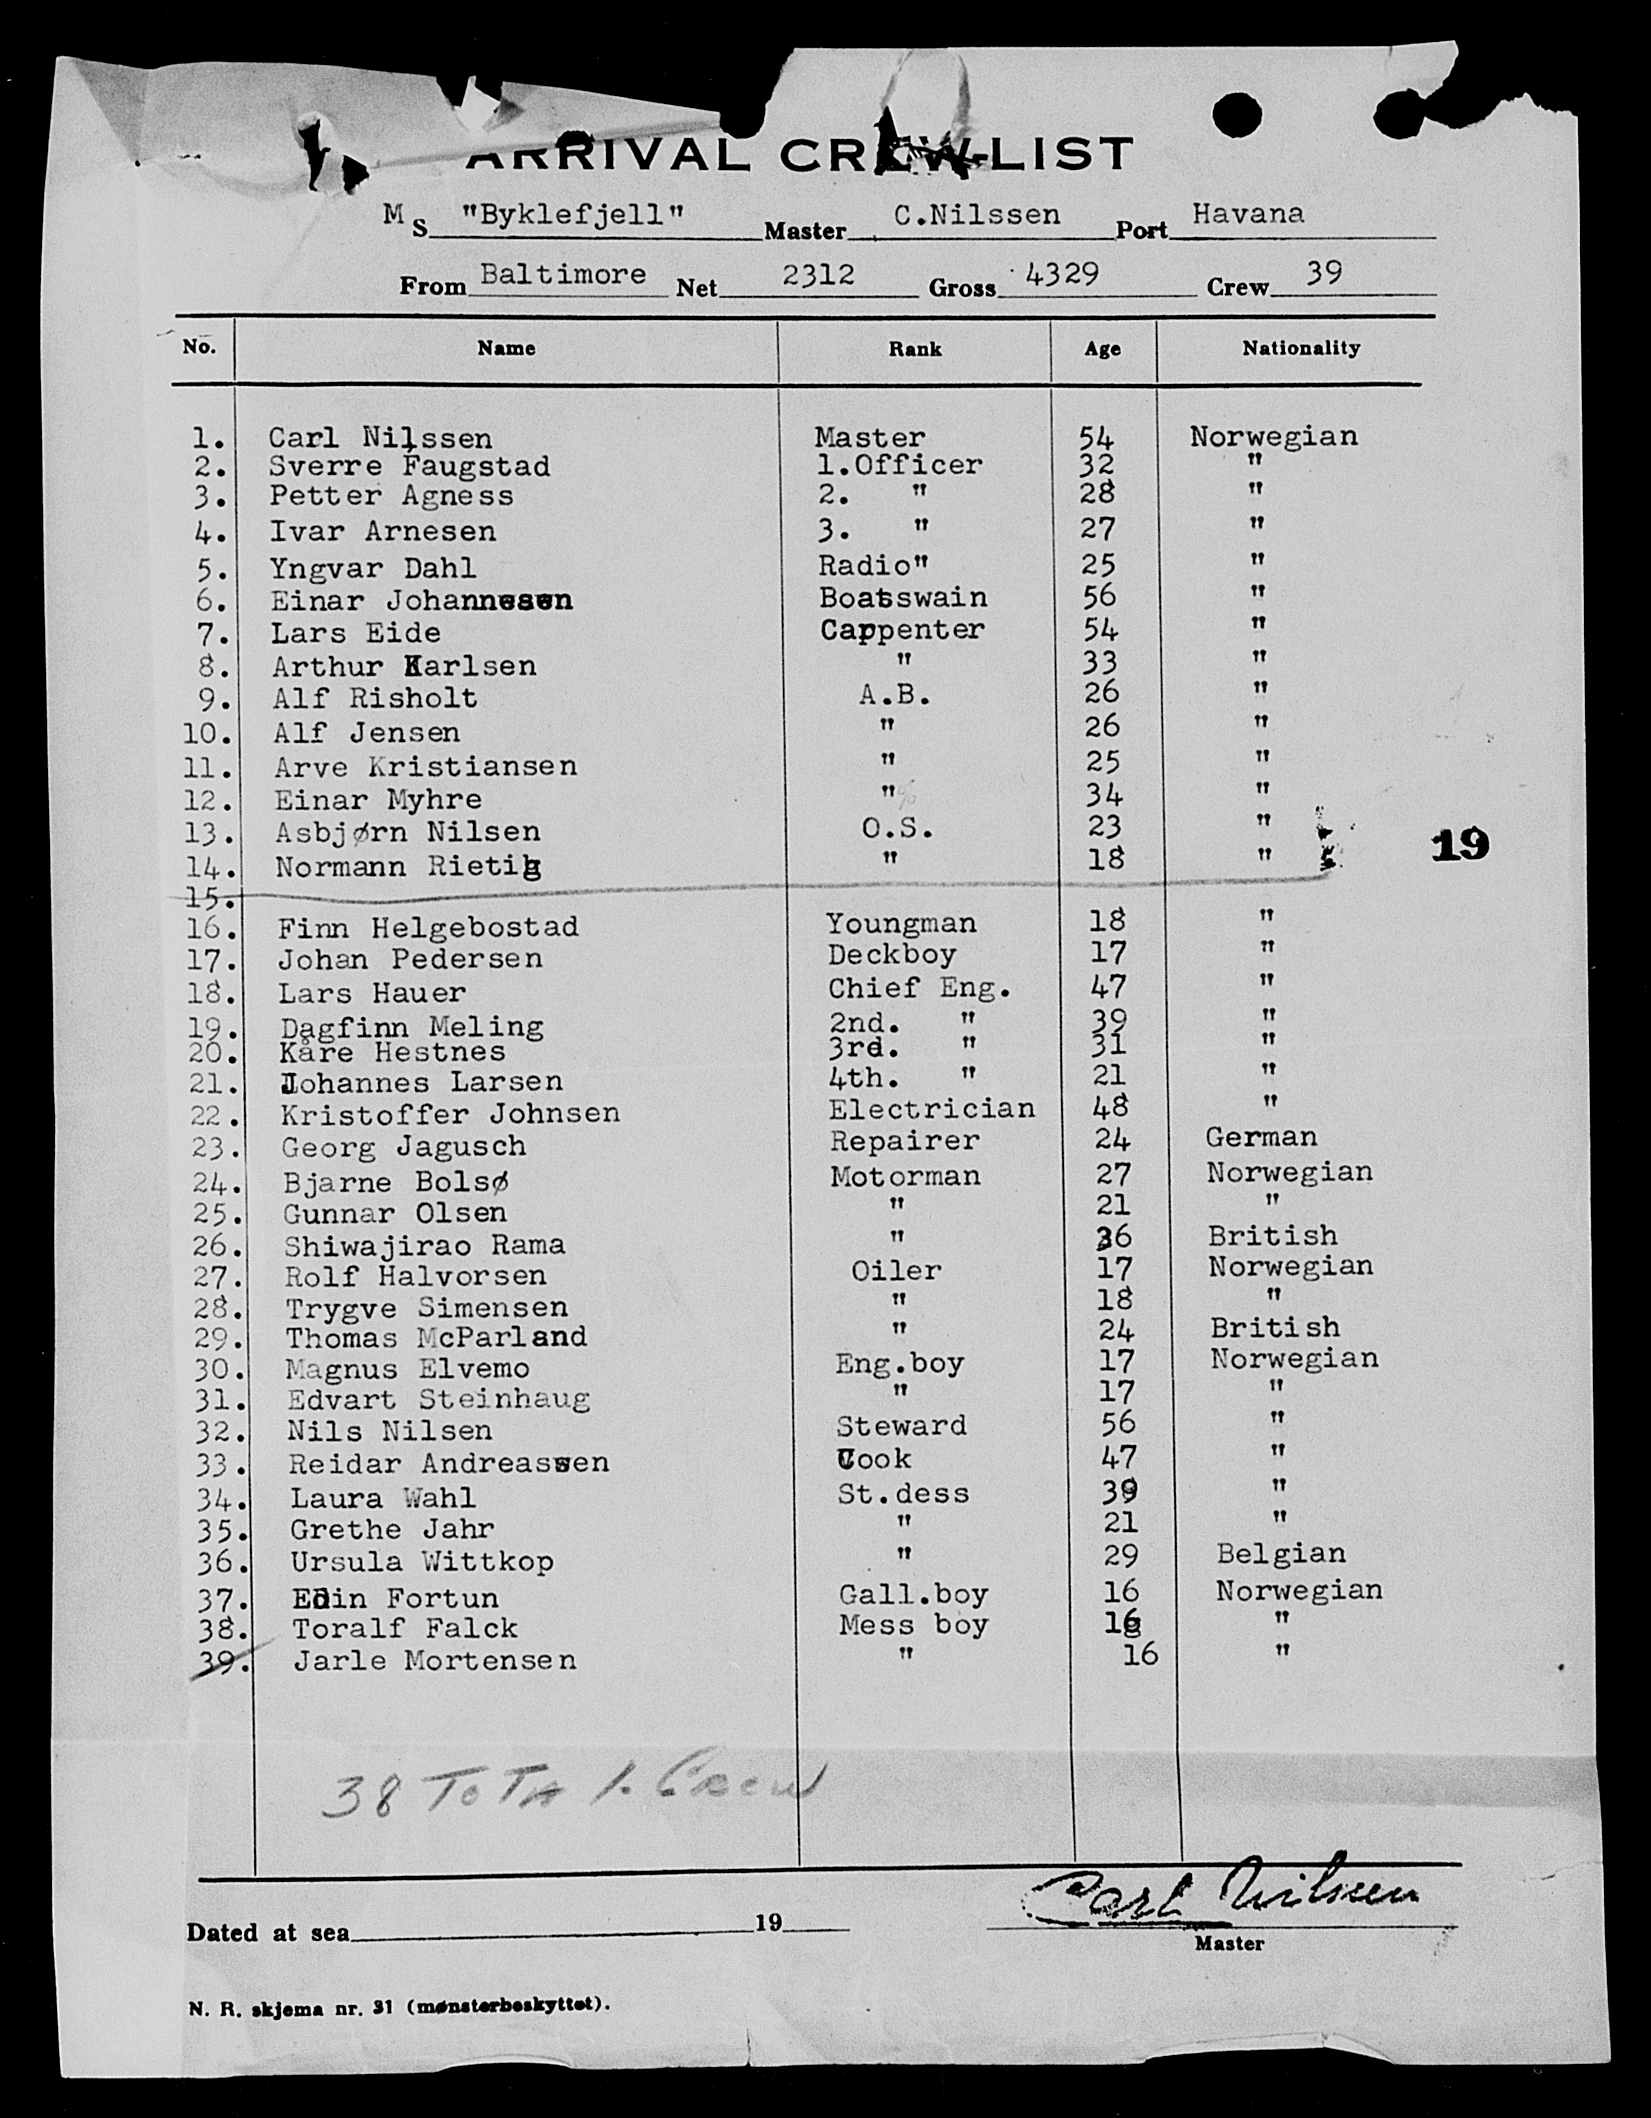 ARRIVAL CREW-LIST
M S "Byklefjell" Master C.Nilssen Port Havana
From Baltimore Net 2312 Gross 4329 Crew 39
No. Name Rank Age Nationality
1. Carl Nilssen Master 54 Norwegian
2. Sverre Faugstad 1.Officer 32 "
3. Petter Agness 2. " 28 "
4. Ivar Arnesen 3. " 27 "
5. Yngvar Dahl Radio" 25 "
6. Einar Johannesen Boatsswain 56 "
7. Lars Eide Carpenter 54 "
8. Arthur Karlsen " 33 "
9. Alf Risholt A.B. 26 "
10. Alf Jensen " 26 "
11. Arve Kristiansen " 25 "
12. Einar Myhre " 34 "
13. Asbjørn Nilsen O.S. 23 "
14. Normann Rietig " 18 "
19
15.
16. Finn Helgebostad Youngman 18 "
17. Johan Pedersen Deckboy 17 "
18. Lars Hauer Chief Eng. 47 "
19. Dagfinn Meling 2nd. " 39 "
20. Kåre Hestnes 3rd. " 31 "
21. Johannes Larsen 4th. " 21 "
22. Kristoffer Johnsen Electrician 48 "
23. Georg Jagusch Repairer 24 German
24. Bjarne Bolsø Motorman 27 Norwegian
25. Gunnar Olsen " 21 "
26. Shiwajirao Rama " 36 British
27. Rolf Halvorsen Oiler 17 Norwegian
28. Trygve Simensen " 18 "
29. Thomas McParland " 24 British
30. Magnus Elvemo Eng.boy 17 Norwegian
31. Edvart Steinhaug " 17 "
32. Nils Nilsen Steward 56 "
33. Reidar Andreassen Cook 47 "
34. Laura Wahl St.dess 39 "
35. Grethe Jahr " 21 "
36. Ursula Wittkop " 29 Belgian
37. Fortun Gall.boy 16 Norwegian
38. Toralf Falck Mess boy 16 "
39. Jarle Mortensen " 16 "
38 ToTAl. Crew
Carl Nilssen
Dated at sea 19
Master
N. R. skjema nr. 31 (mønsterbeskyttet).